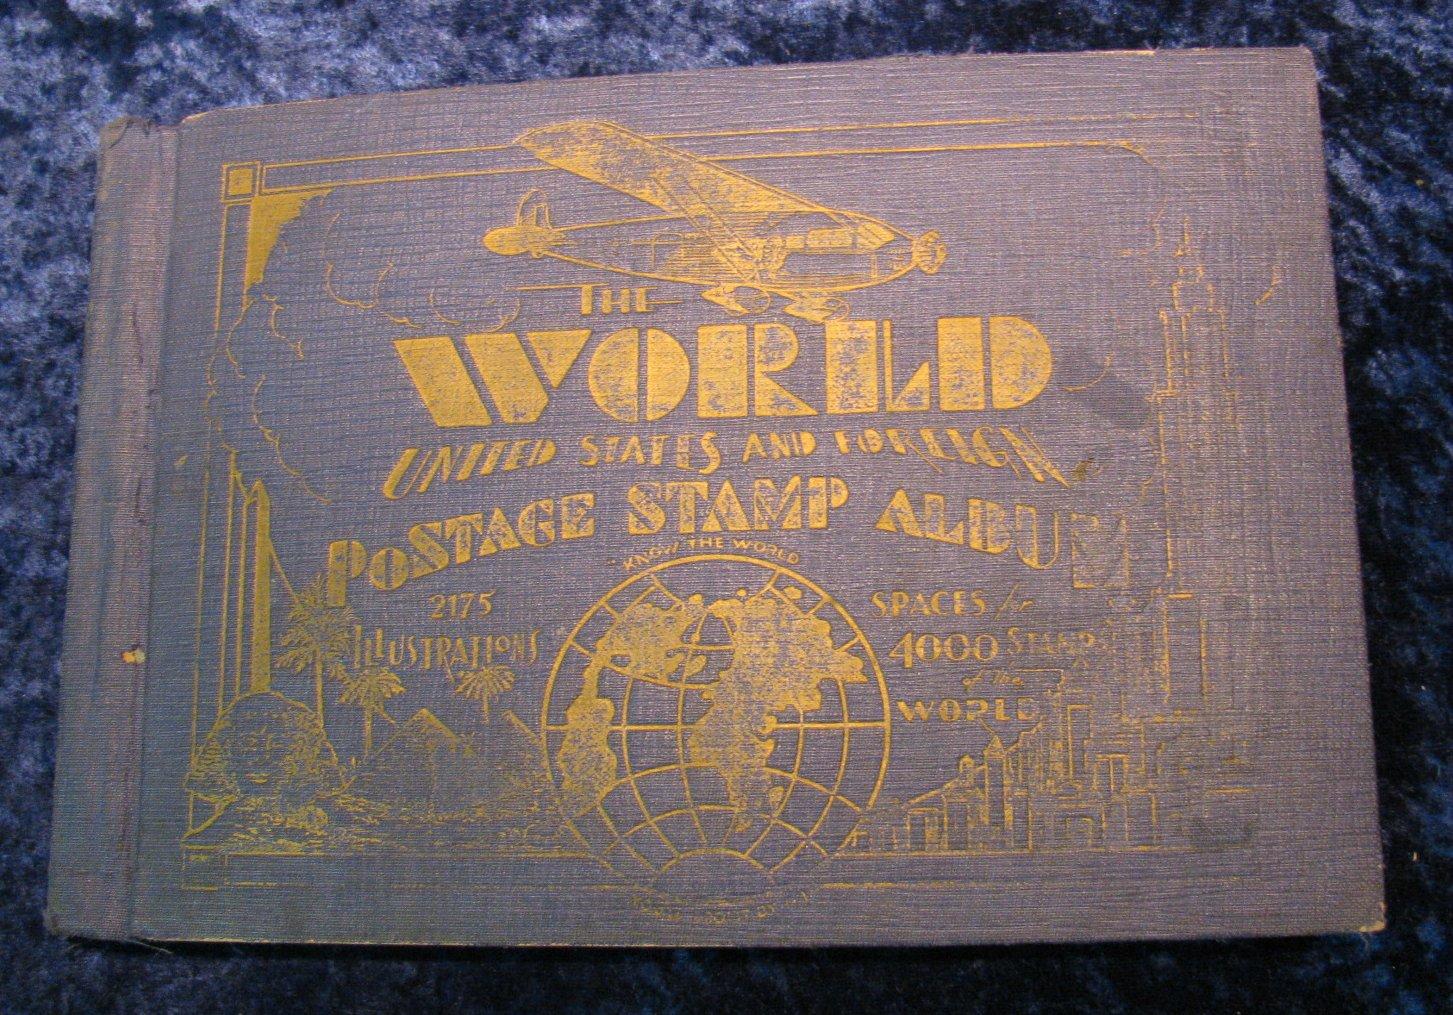 THE
WORLD
UNITED STATES AND FOREIGN
POSTAGE STAMP ALBUM
KNOW THE WORLD
2175
ILLUSTRATIONS
SPACES for
4000 STAMPS
of the
WORLD